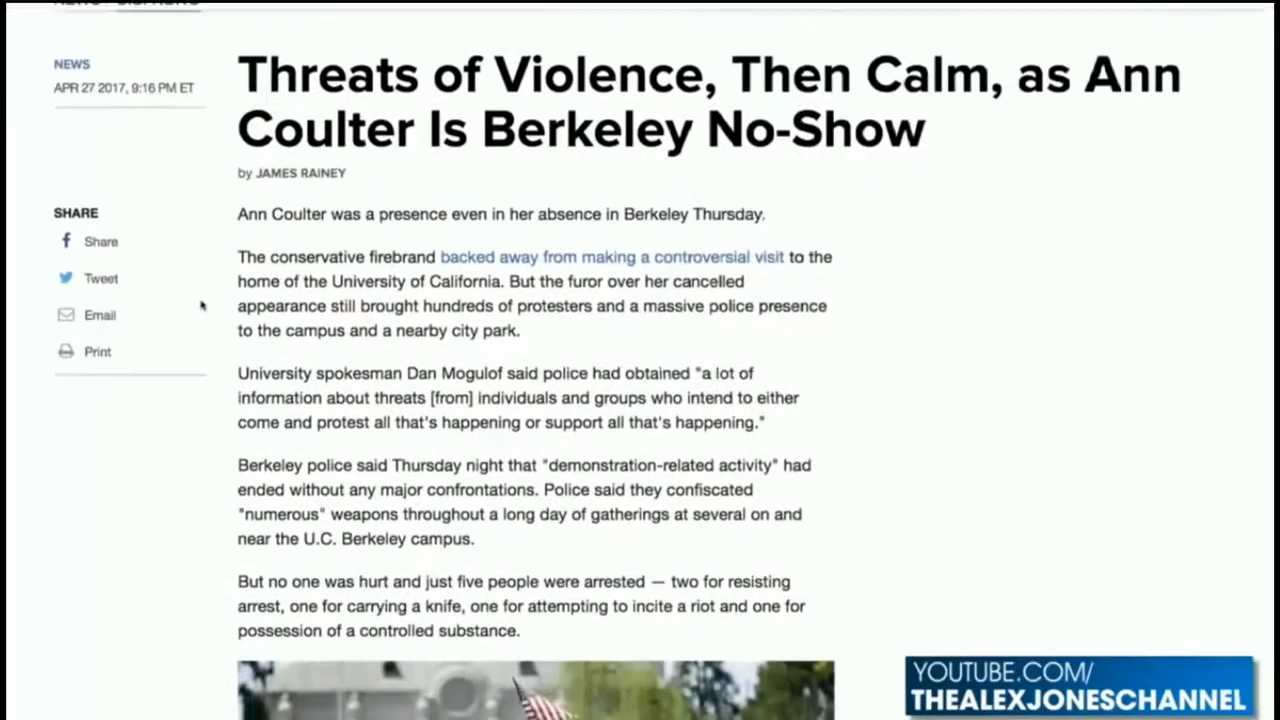 NEWS
APR 27 2017, 9:16 PM ET
Threats of Violence, Then Calm, as Ann
Coulter Is Berkeley No-Show
by JAMES RAINEY
SHARE
Share
Tweet
Email
Print
Ann Coulter was a presence even in her absence in Berkeley Thursday.
The conservative firebrand backed away from making a controversial visit to the
home of the University of California. But the furor over her cancelled
appearance still brought hundreds of protesters and a massive police presence
to the campus and a nearby city park.
University spokesman Dan Mogulof said police had obtained "a lot of
information about threats [from] individuals and groups who intend to either
come and protest all that's happening or support all that's happening."
Berkeley police said Thursday night that "demonstration-related activity" had
ended without any major confrontations. Police said they confiscated
"numerous" weapons throughout a long day of gatherings at several on and
near the U.C. Berkeley campus.
But no one was hurt and just five people were arrested — two for resisting
arrest, one for carrying a knife, one for attempting to incite a riot and one for
possession of a controlled substance.
YOUTUBE.COM/
THEALEXJONESCHANNEL